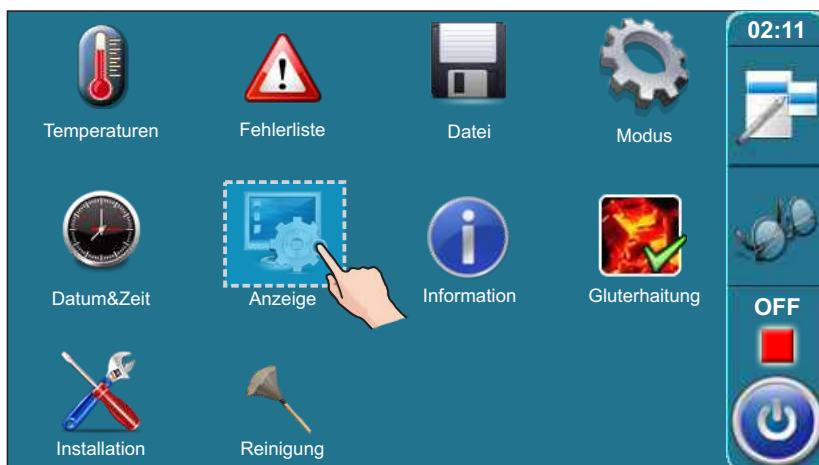 02:11
Temperaturen
Fehlerliste
Datei
Modus
Datum&Zeit
Anzeige
Information
Gluterhaitung
OFF
Installation
Reinigung